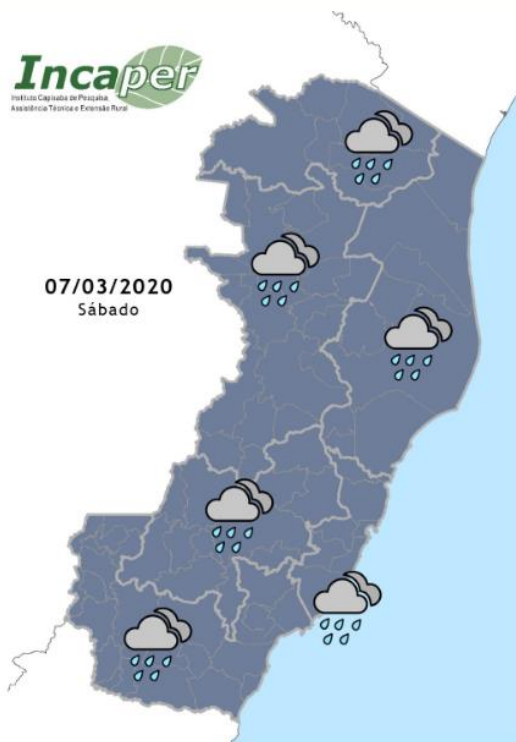 Incaper
Instituto Capixaba de Pesquisa,
Assistência Técnica e Extensão Rural
07/03/2020
Sábado